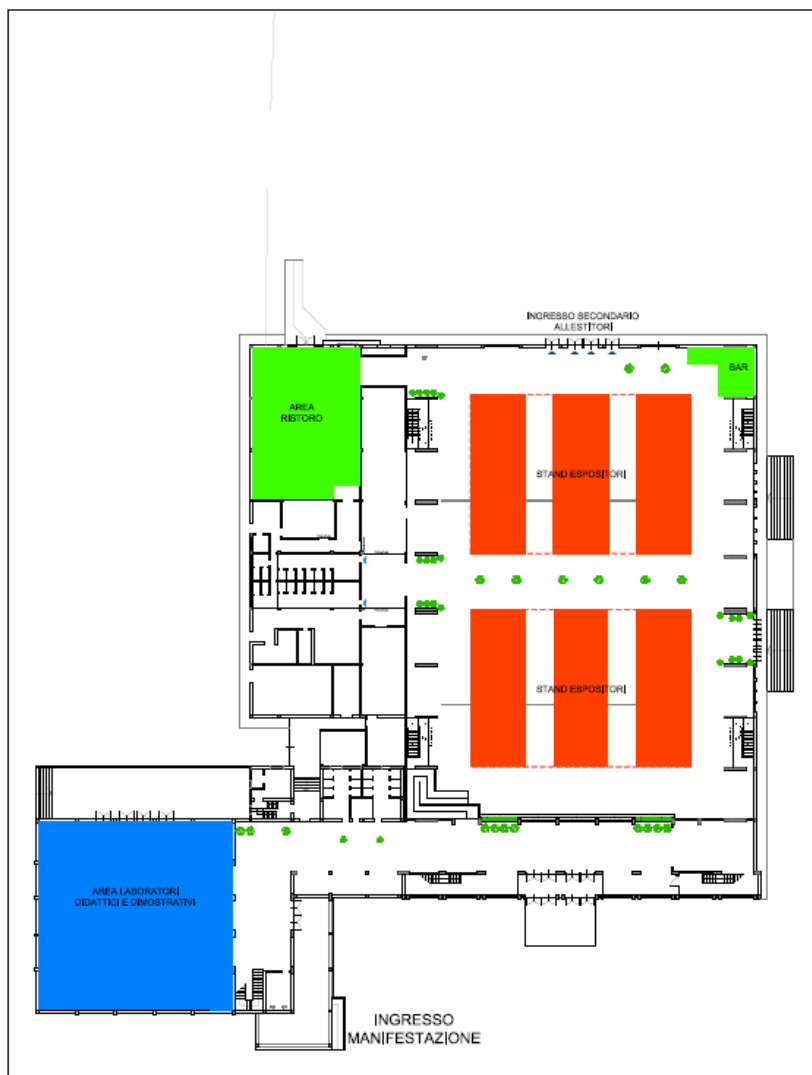 INGRESSO SECONDARIO
ALLESTITORI
BAR
AREA
RISTORO
STAND ESPOSITORI
STAND ESPOSITORI
AREA LABORATORI
DIDATTICI E DIMOSTRATIVI
INGRESSO
MANIFESTAZIONE